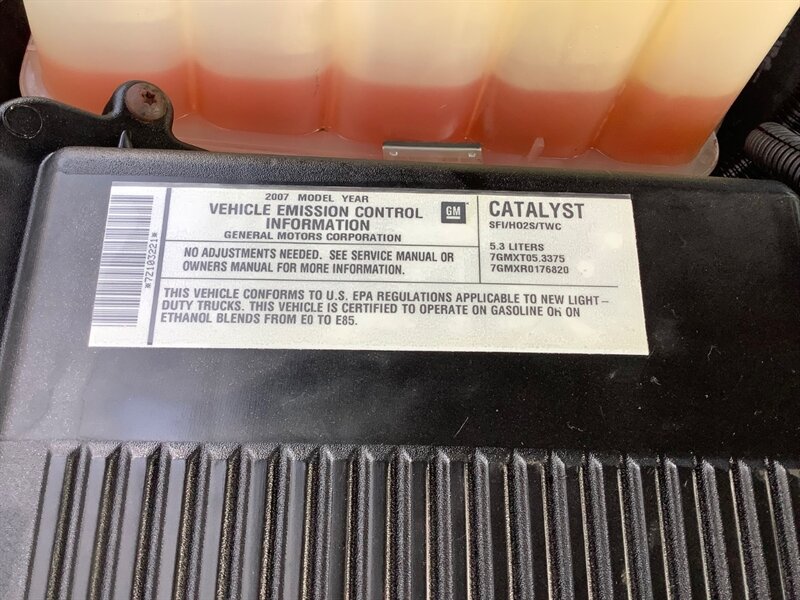 2007 MODEL YEAR
VEHICLE EMISSION CONTROL
INFORMATION
GENERAL MOTORS CORPORATION
GM
NO ADJUSTMENTS NEEDED. SEE SERVICE MANUAL OR
OWNERS MANUAL FOR MORE INFORMATION.
CATALYST
SFI/HO2S/TWC
5.3 LITERS
7GMXT05.3375
7GMXR0176820
THIS VEHICLE CONFORMS TO U.S. EPA REGULATIONS APPLICABLE TO NEW LIGHT-
DUTY TRUCKS. THIS VEHICLE IS CERTIFIED TO OPERATE ON GASOLINE OR ON
ETHANOL BLENDS FROM E0 TO E85.
*7Z103221*